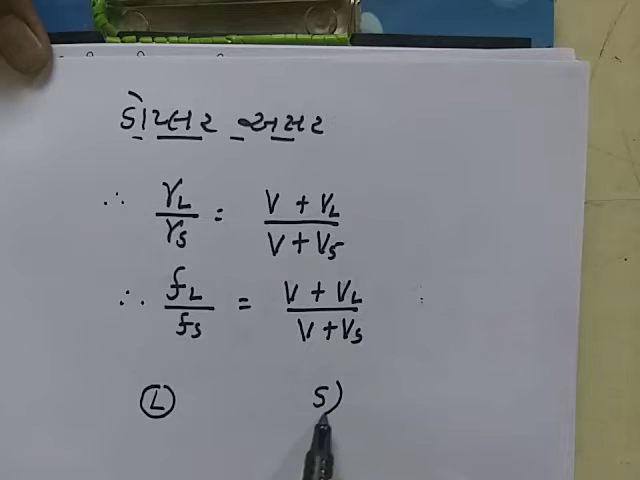 ડોપ્લર અસર
∴ γL/γS = V + VL / V + VS
∴ fL/fS = V + VL / V + VS
L S)